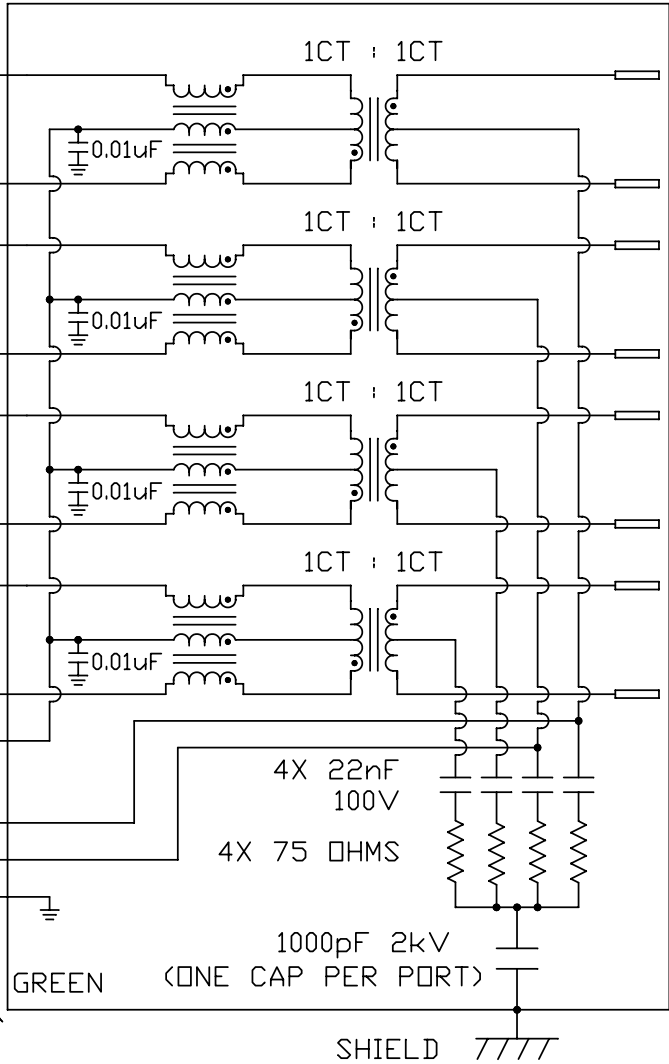 1CT : 1CT
0.01uF
1CT : 1CT
0.01uF
1CT : 1CT
0.01uF
1CT : 1CT
0.01uF
4X 22nF
100V
4X 75 OHMS
1000pF 2kV
(ONE CAP PER PORT)
GREEN
SHIELD